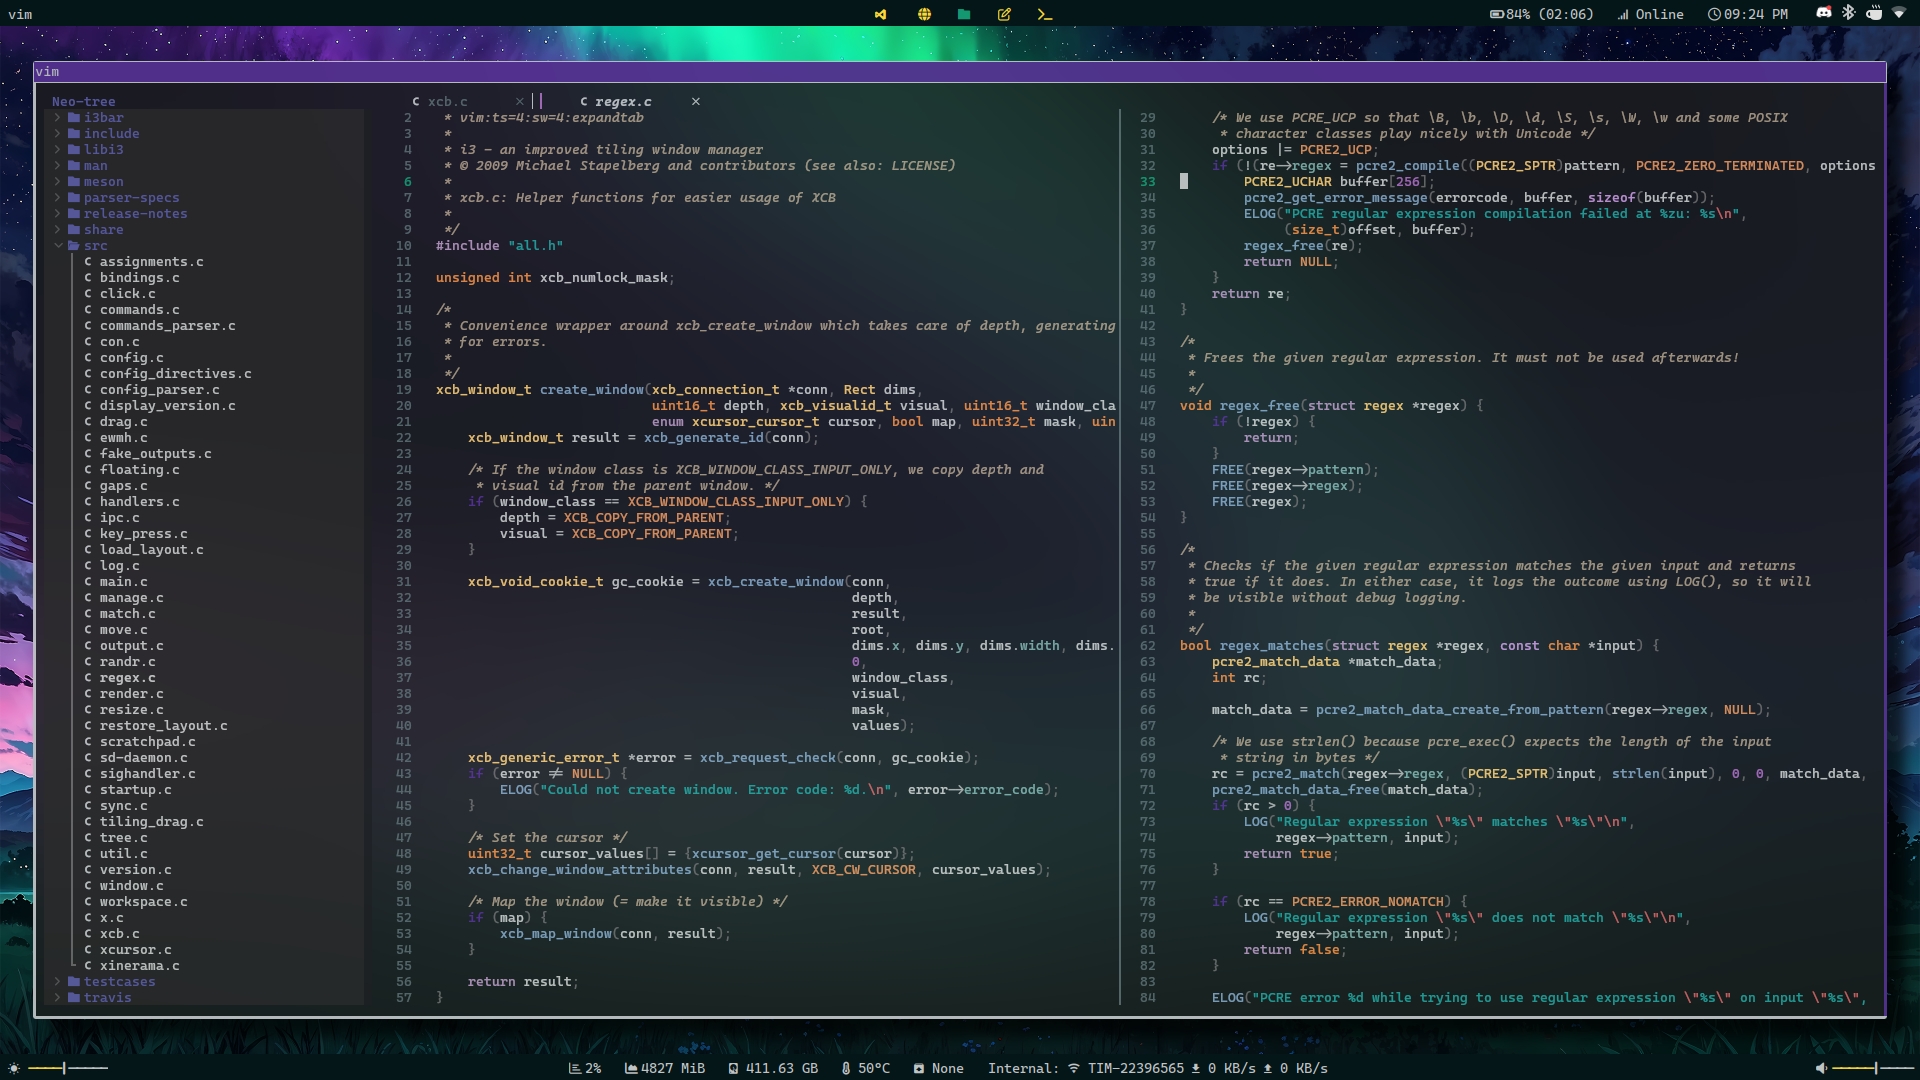 vim
84% (02:06)
Online
09:24 PM
vim
Neo-tree
i3bar
include
libi3
man
meson
parser-specs
release-notes
share
src
C assignments.c
C bindings.c
C click.c
C commands.c
C commands_parser.c
C con.c
C config.c
C config_directives.c
C config_parser.c
C display_version.c
C drag.c
C ewmh.c
C fake_outputs.c
C floating.c
C gaps.c
C handlers.c
C ipc.c
C key_press.c
C load_layout.c
C log.c
C main.c
C manage.c
C match.c
C move.c
C output.c
C randr.c
C regex.c
C render.c
C resize.c
C restore_layout.c
C scratchpad.c
C sd-daemon.c
C sighandler.c
C startup.c
C sync.c
C tiling_drag.c
C tree.c
C util.c
C version.c
C window.c
C workspace.c
C x.c
C xcb.c
C xcursor.c
C xinerama.c
testcases
travis
C xcb.c × C regex.c ×
2 * vim:ts=4:sw=4:expandtab
3 *
4 * i3 - an improved tiling window manager
5 * © 2009 Michael Stapelberg and contributors (see also: LICENSE)
6 *
7 * xcb.c: Helper functions for easier usage of XCB
8 *
9 */
10 #include "all.h"
11
12 unsigned int xcb_numlock_mask;
13
14 /*
15 * Convenience wrapper around xcb_create_window which takes care of depth, generating
16 * for errors.
17 *
18 */
19 xcb_window_t create_window(xcb_connection_t *conn, Rect dims,
20 uint16_t depth, xcb_visualid_t visual, uint16_t window_cla
21 enum xcursor_cursor_t cursor, bool map, uint32_t mask, uin
22 xcb_window_t result = xcb_generate_id(conn);
23
24 /* If the window class is XCB_WINDOW_CLASS_INPUT_ONLY, we copy depth and
25 * visual id from the parent window. */
26 if (window_class == XCB_WINDOW_CLASS_INPUT_ONLY) {
27 depth = XCB_COPY_FROM_PARENT;
28 visual = XCB_COPY_FROM_PARENT;
29 }
30
31 xcb_void_cookie_t gc_cookie = xcb_create_window(conn,
32 depth,
33 result,
34 root,
35 dims.x, dims.y, dims.width, dims.
36 0,
37 window_class,
38 visual,
39 mask,
40 values);
41
42 xcb_generic_error_t *error = xcb_request_check(conn, gc_cookie);
43 if (error ≠ NULL) {
44 ELOG("Could not create window. Error code: %d.\n", error→error_code);
45 }
46
47 /* Set the cursor */
48 uint32_t cursor_values[] = {xcursor_get_cursor(cursor)};
49 xcb_change_window_attributes(conn, result, XCB_CW_CURSOR, cursor_values);
50
51 /* Map the window (= make it visible) */
52 if (map) {
53 xcb_map_window(conn, result);
54 }
55
56 return result;
57 }
29 /* We use PCRE_UCP so that \B, \b, \D, \d, \S, \s, \W, \w and some POSIX
30 * character classes play nicely with Unicode */
31 options |= PCRE2_UCP;
32 if (!(re→regex = pcre2_compile((PCRE2_SPTR)pattern, PCRE2_ZERO_TERMINATED, options
33 PCRE2_UCHAR buffer[256];
34 pcre2_get_error_message(errorcode, buffer, sizeof(buffer));
35 ELOG("PCRE regular expression compilation failed at %zu: %s\n",
36 (size_t)offset, buffer);
37 regex_free(re);
38 return NULL;
39 }
40 return re;
41 }
42
43 /*
44 * Frees the given regular expression. It must not be used afterwards!
45 *
46 */
47 void regex_free(struct regex *regex) {
48 if (!regex) {
49 return;
50 }
51 FREE(regex→pattern);
52 FREE(regex→regex);
53 FREE(regex);
54 }
55
56 /*
57 * Checks if the given regular expression matches the given input and returns
58 * true if it does. In either case, it logs the outcome using LOG(), so it will
59 * be visible without debug logging.
60 *
61 */
62 bool regex_matches(struct regex *regex, const char *input) {
63 pcre2_match_data *match_data;
64 int rc;
65
66 match_data = pcre2_match_data_create_from_pattern(regex→regex, NULL);
67
68 /* We use strlen() because pcre_exec() expects the length of the input
69 * string in bytes */
70 rc = pcre2_match(regex→regex, (PCRE2_SPTR)input, strlen(input), 0, 0, match_data,
71 pcre2_match_data_free(match_data);
72 if (rc > 0) {
73 LOG("Regular expression \"%s\" matches \"%s\"\n",
74 regex→pattern, input);
75 return true;
76 }
77
78 if (rc == PCRE2_ERROR_NOMATCH) {
79 LOG("Regular expression \"%s\" does not match \"%s\"\n",
80 regex→pattern, input);
81 return false;
82 }
83
84 ELOG("PCRE error %d while trying to use regular expression \"%s\" on input \"%s\",
2% 4827 MiB 411.63 GB 50°C None Internal: TIM-22396565 0 KB/s 0 KB/s